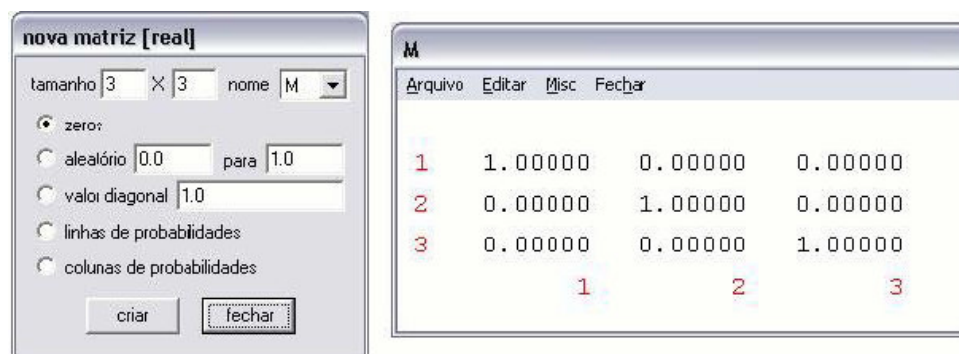 nova matriz [real]
tamanho 3 X 3 nome M
zeros
aleatório 0.0 para 1.0
valor diagonal 1.0
linhas de probabilidades
colunas de probabilidades
criar fechar
M
Arquivo Editar Misc Fechar
1 1.00000 0.00000 0.00000
2 0.00000 1.00000 0.00000
3 0.00000 0.00000 1.00000
1 2 3